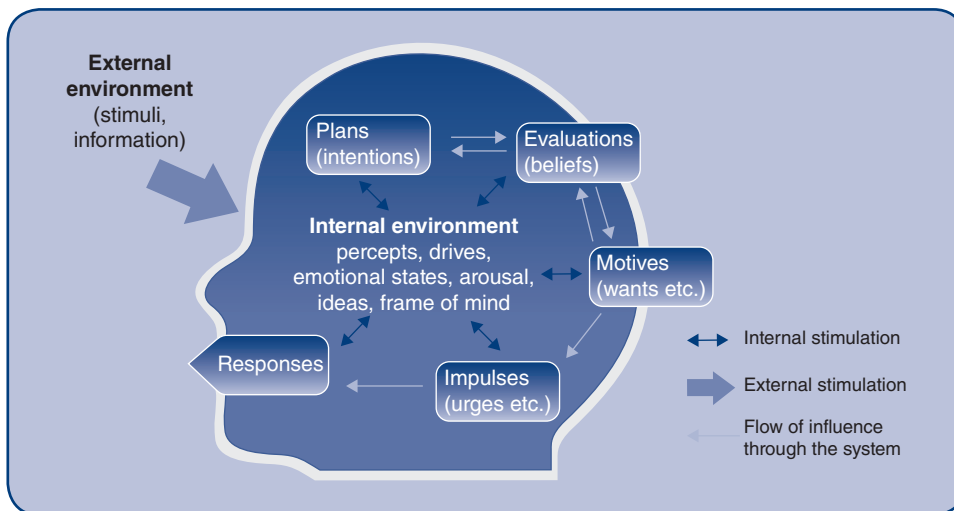 External
environment
(stimuli,
information)
Plans
(intentions)
Evaluations
(beliefs)
Internal environment
percepts, drives,
emotional states, arousal,
ideas, frame of mind
Motives
(wants etc.)
Responses
Impulses
(urges etc.)
Internal stimulation
External stimulation
Flow of influence
through the system